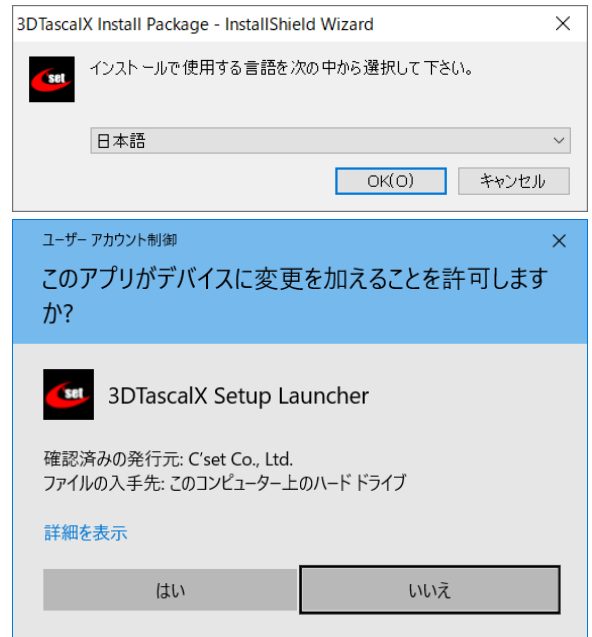 3DTascalX Install Package - InstallShield Wizard
Cset
インストールで使用する言語を次の中から選択して下さい。
日本語
OK(O)
キャンセル
ユーザー アカウント制御
このアプリがデバイスに変更を加えることを許可します
か?
Cset
3DTascalX Setup Launcher
確認済みの発行元: C'set Co., Ltd.
ファイルの入手先: このコンピューター上のハード ドライブ
詳細を表示
はい
いいえ